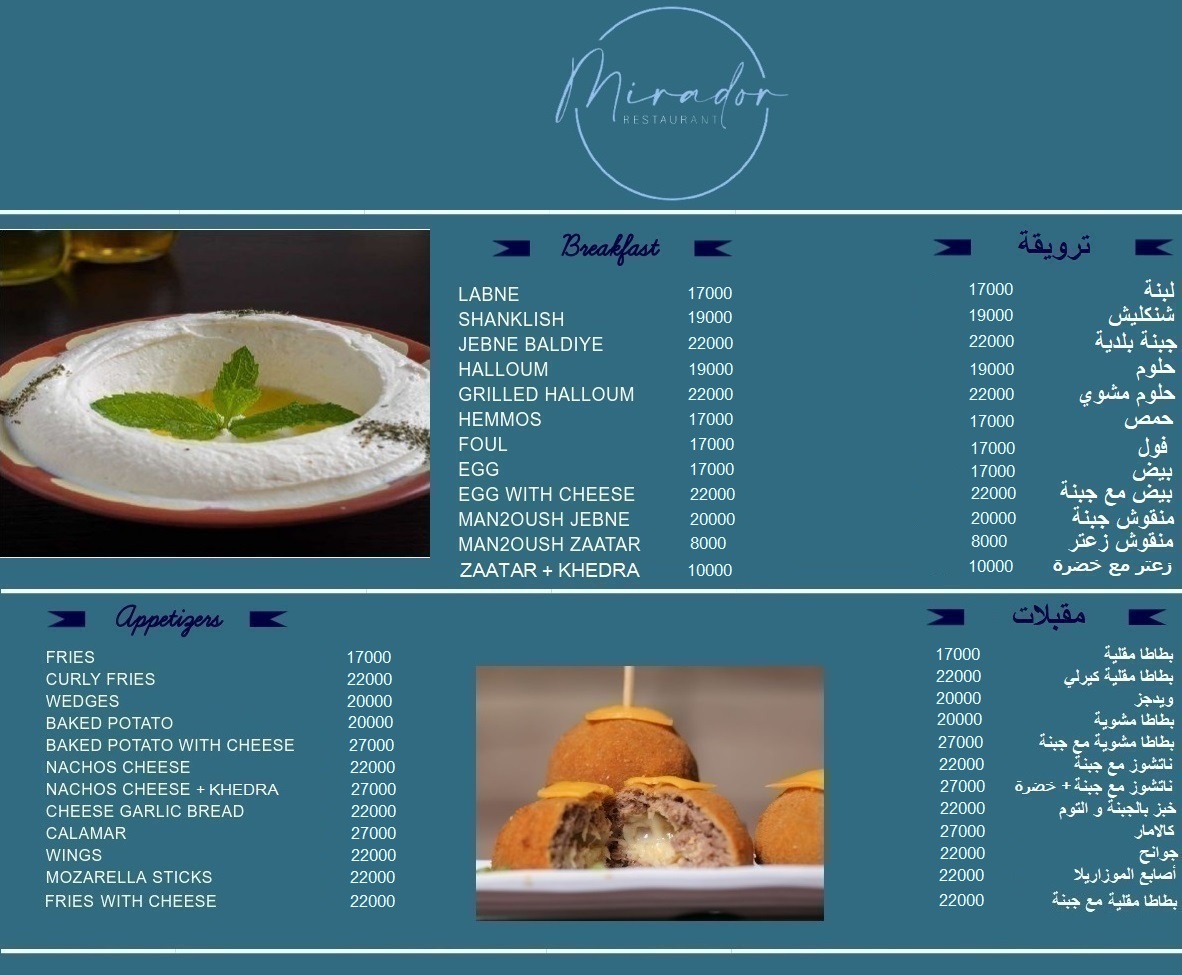 Mirador
RESTAURANT
Breakfast
LABNE 17000
SHANKLISH 19000
JEBNE BALDIYE 22000
HALLOUM 19000
GRILLED HALLOUM 22000
HEMMOS 17000
FOUL 17000
EGG 17000
EGG WITH CHEESE 22000
MAN2OUSH JEBNE 20000
MAN2OUSH ZAATAR 8000
ZAATAR + KHEDRA 10000
ترويقة
لبنة 17000
شنكليش 19000
جبنة بلدية 22000
حلوم 19000
حلوم مشوي 22000
حمص 17000
فول 17000
بيض 17000
بيض مع جبنة 22000
منقوش جبنة 20000
منقوش زعتر 8000
زعتر مع خضرة 10000
Appetizers
FRIES 17000
CURLY FRIES 22000
WEDGES 20000
BAKED POTATO 20000
BAKED POTATO WITH CHEESE 27000
NACHOS CHEESE 22000
NACHOS CHEESE + KHEDRA 27000
CHEESE GARLIC BREAD 22000
CALAMAR 27000
WINGS 22000
MOZARELLA STICKS 22000
FRIES WITH CHEESE 22000
مقبلات
بطاطا مقلية 17000
بطاطا مقلية كيرلي 22000
ويدجز 20000
بطاطا مشوية 20000
بطاطا مشوية مع جبنة 27000
ناتشوز مع جبنة 22000
ناتشوز مع جبنة + خضرة 27000
خبز بالجبنة و التوم 22000
كالامار 27000
جوانح 22000
أصابع الموزاريلا 22000
بطاطا مقلية مع جبنة 22000